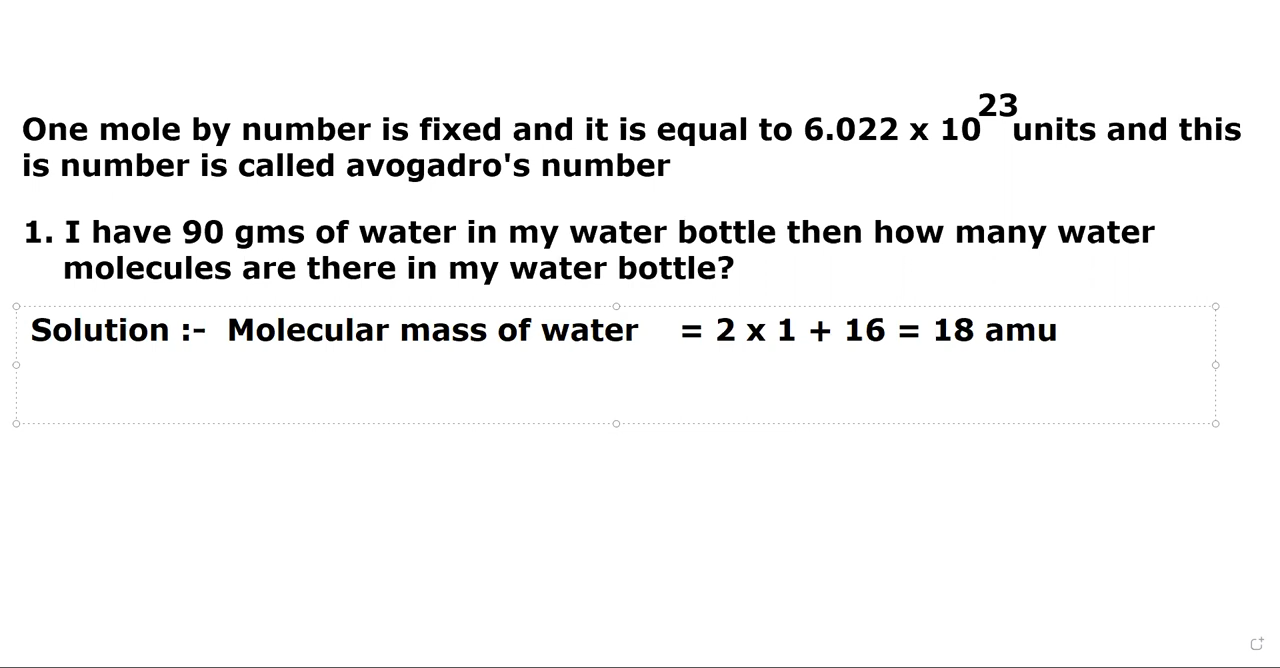 One mole by number is fixed and it is equal to 6.022 x 10²³ units and this
is number is called avogadro's number
1. I have 90 gms of water in my water bottle then how many water
molecules are there in my water bottle?
Solution :- Molecular mass of water = 2 x 1 + 16 = 18 amu